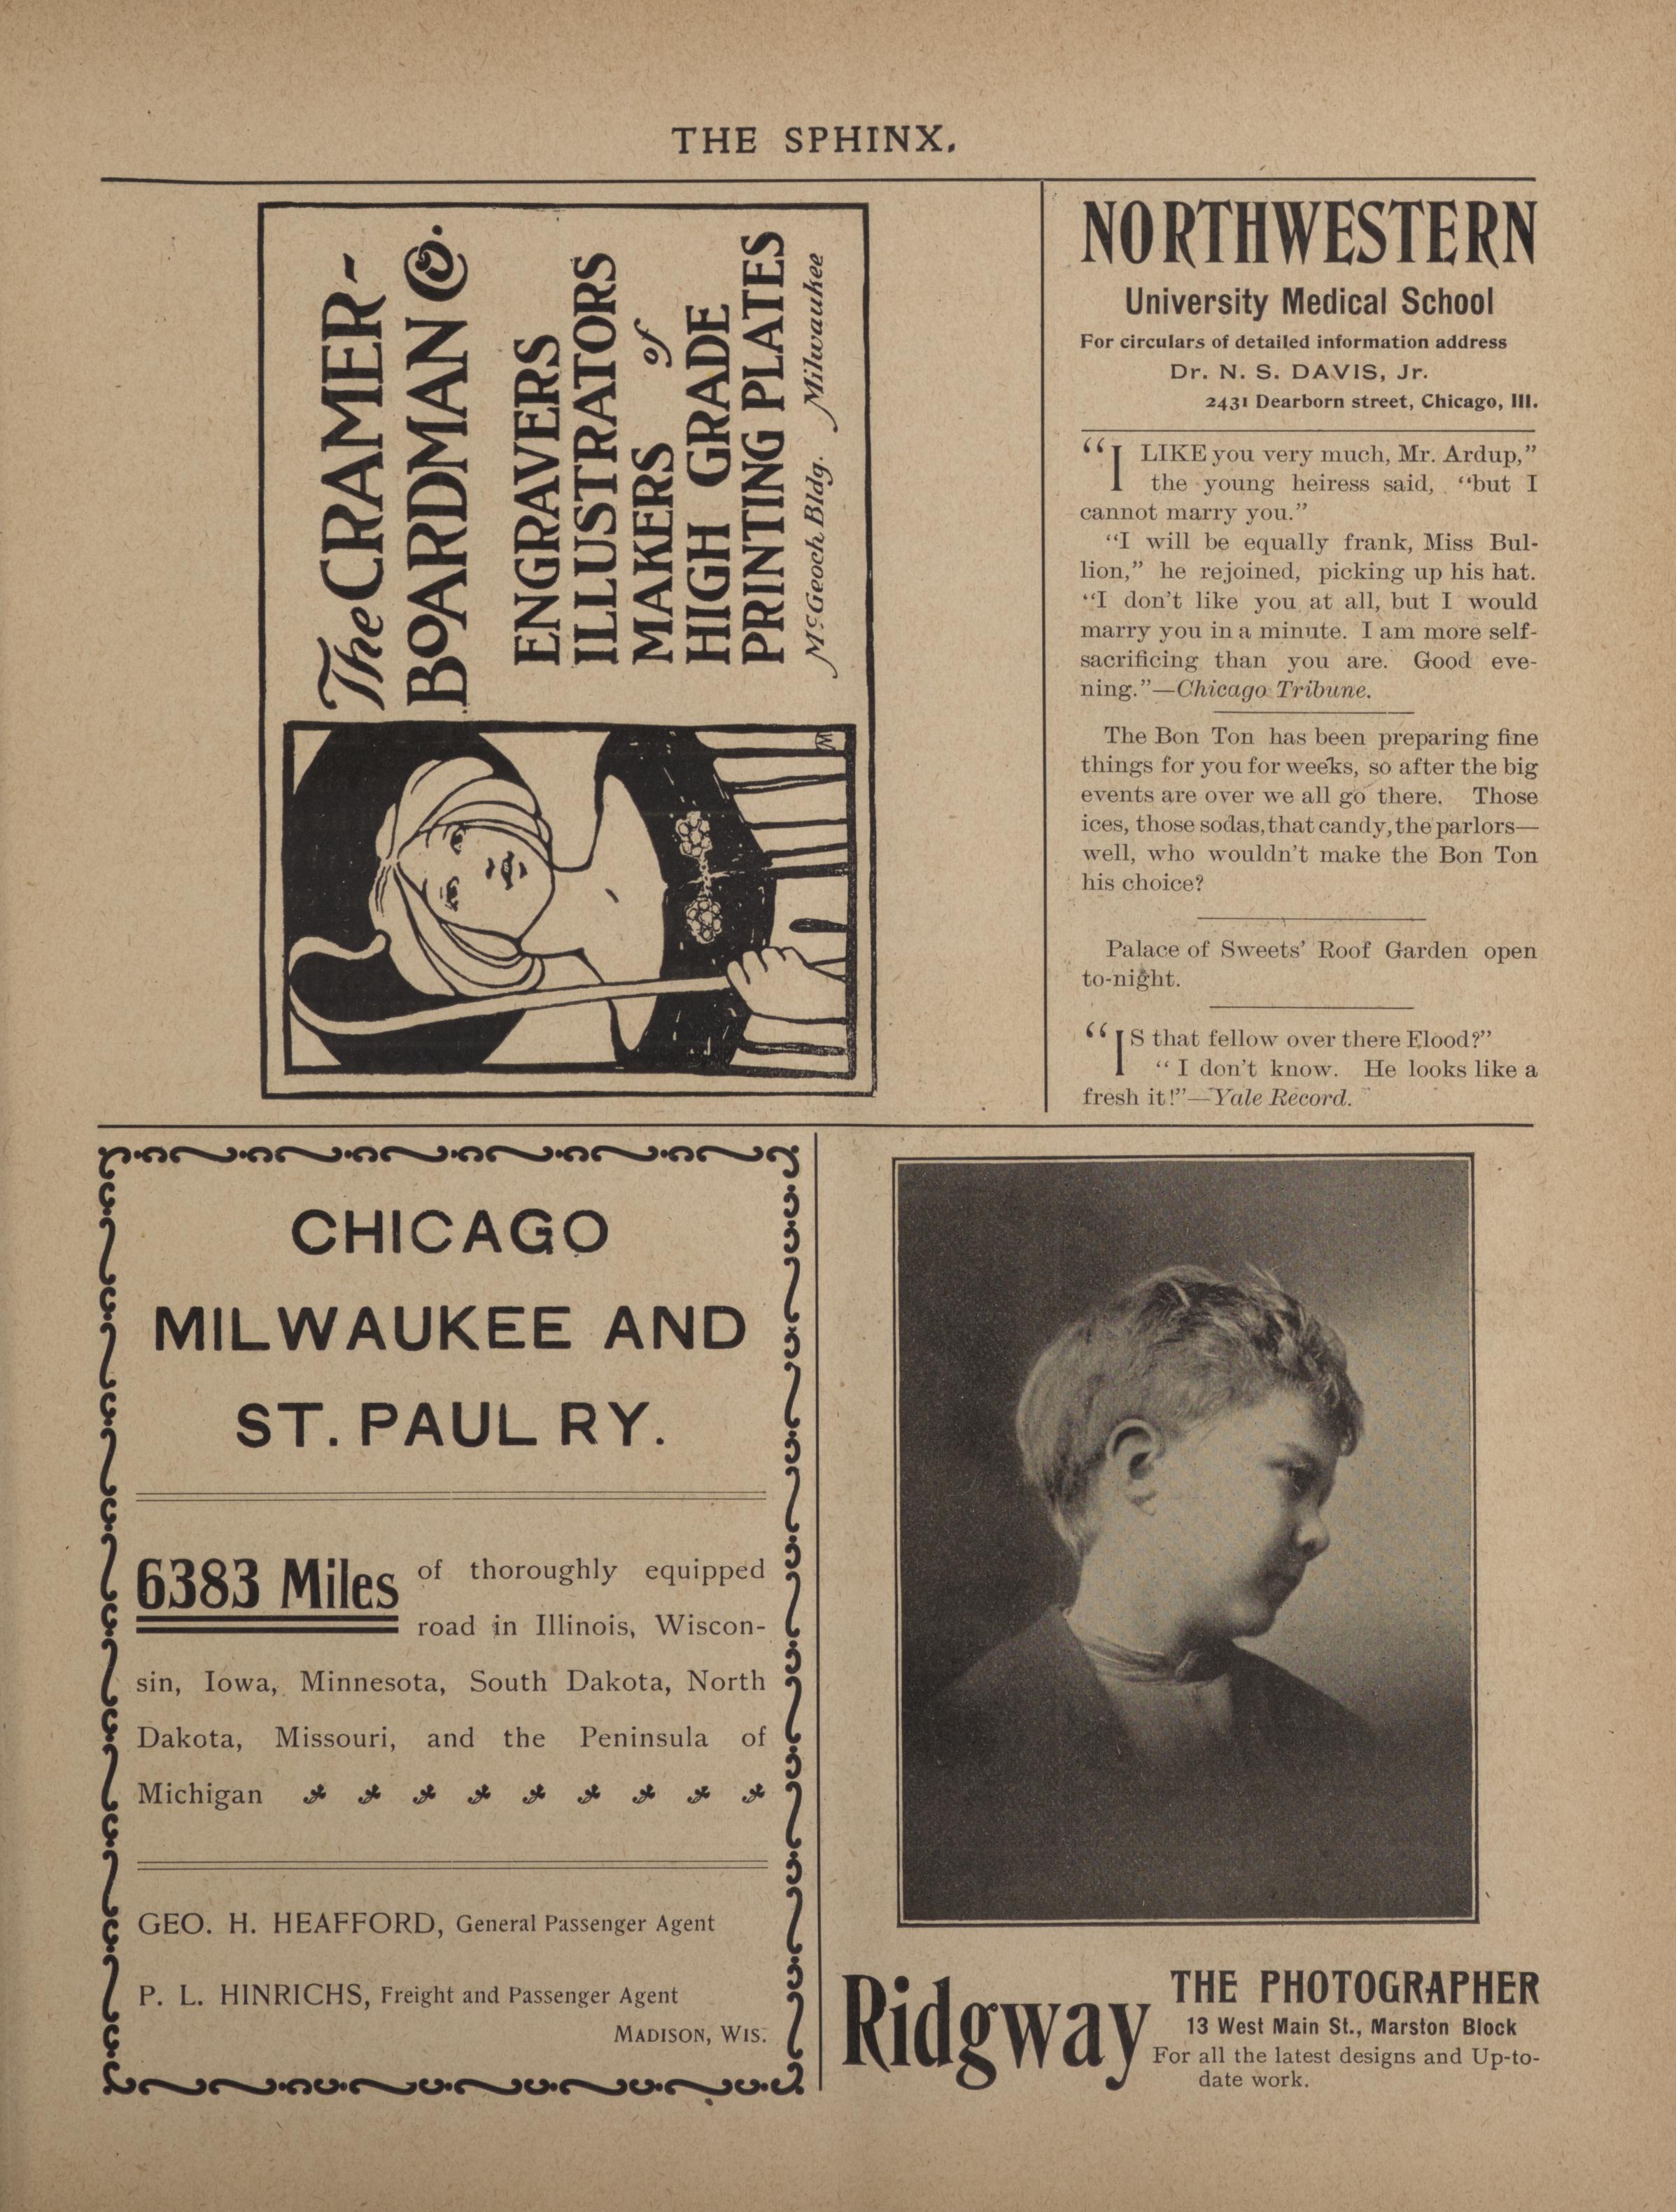 THE SPHINX.
The CRAMER-
BOARDMAN Co.
ENGRAVERS
ILLUSTRATORS
MAKERS of
HIGH GRADE
PRINTING PLATES
McGeoch Bldg. Milwaukee
NORTHWESTERN
University Medical School
For circulars of detailed information address
Dr. N. S. DAVIS, Jr.
2431 Dearborn street, Chicago, Ill.
“I LIKE you very much, Mr. Ardup,”
the young heiress said, “but I
cannot marry you.”
“I will be equally frank, Miss Bul-
lion,” he rejoined, picking up his hat.
“I don’t like you at all, but I would
marry you in a minute. I am more self-
sacrificing than you are. Good eve-
ning.”—Chicago Tribune.
The Bon Ton has been preparing fine
things for you for weeks, so after the big
events are over we all go there. Those
ices, those sodas, that candy, the parlors—
well, who wouldn’t make the Bon Ton
his choice?
Palace of Sweets’ Roof Garden open
to-night.
“IS that fellow over there Flood?”
“I don’t know. He looks like a
fresh it!”—Yale Record.
CHICAGO
MILWAUKEE AND
ST. PAUL RY.
6383 Miles of thoroughly equipped
road in Illinois, Wiscon-
sin, Iowa, Minnesota, South Dakota, North
Dakota, Missouri, and the Peninsula of
Michigan
GEO. H. HEAFFORD, General Passenger Agent
P. L. HINRICHS, Freight and Passenger Agent
MADISON, WIS.
Ridgway THE PHOTOGRAPHER
13 West Main St., Marston Block
For all the latest designs and Up-to-
date work.